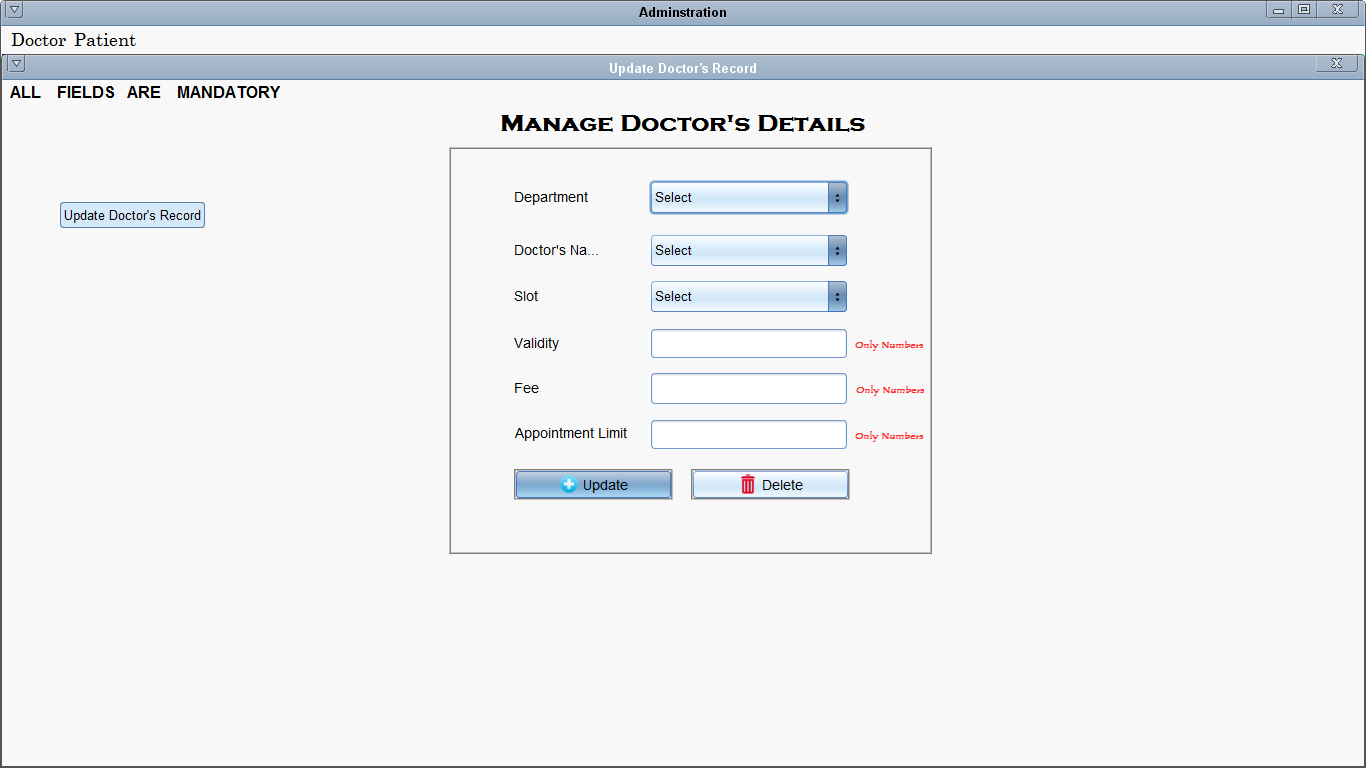 Adminstration
Doctor Patient
Update Doctor's Record
ALL FIELDS ARE MANDATORY
MANAGE DOCTOR'S DETAILS
Department Select
Update Doctor's Record
Doctor's Na... Select
Slot Select
Validity Only Numbers
Fee Only Numbers
Appointment Limit Only Numbers
Update Delete